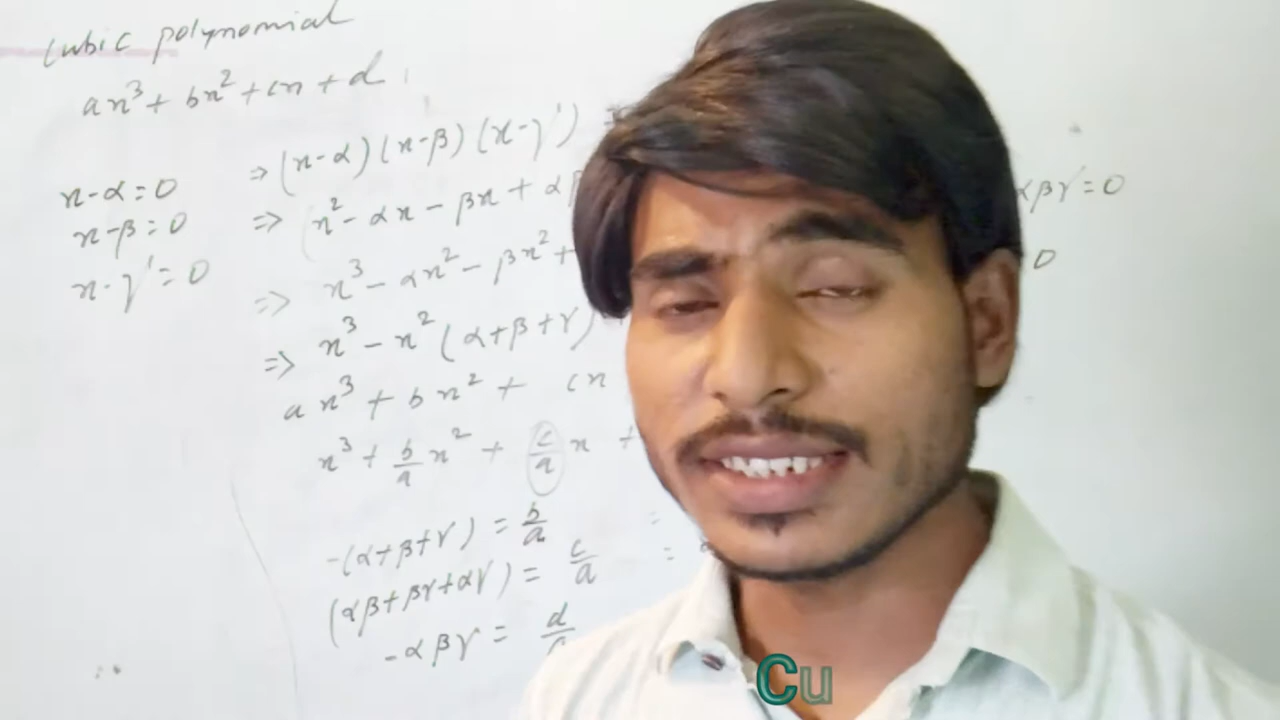 cubic polynomial
ax³ + bx² + cx + d
x-α=0
x-β=0
x-γ'=0
⇒ (x-α)(x-β)(x-γ')
⇒ x² - αx - βx + αβ
αβγ=0
⇒ x³ - αx² - βx² +
0
⇒ x³ - x²(α+β+γ)
ax³ + bx² + cx
x³ + b/a x² + c/a x +
-(α+β+γ) = b/a
(αβ+βγ+αγ) = c/a
-αβγ = d/a
Cu